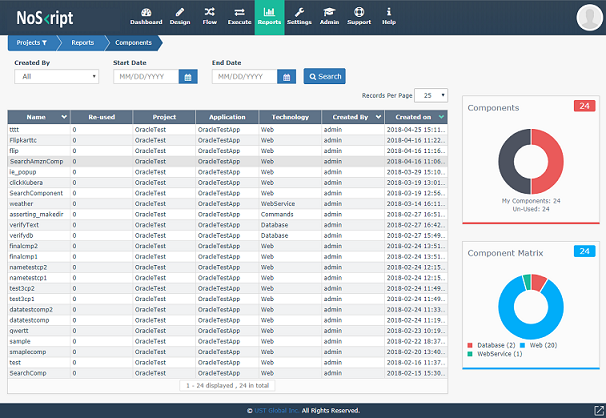 NoScript
Dashboard Design Flow Execute Reports Settings Admin Support Help
Projects Reports Components
Created By Start Date End Date
All MM/DD/YYYY MM/DD/YYYY Search
Records Per Page 25
Name Re-used Project Application Technology Created By Created on
tttt 0 OracleTest OracleTestApp Web admin 2018-04-25 15:11...
Flipkarttc 0 OracleTest OracleTestApp Web admin 2018-04-16 11:22...
flip 0 OracleTest OracleTestApp Web admin 2018-04-16 11:16...
SearchAmznComp 0 OracleTest OracleTestApp Web admin 2018-04-16 11:06...
ie_popup 0 OracleTest OracleTestApp Web admin 2018-03-29 15:10...
clickKubera 0 OracleTest OracleTestApp Web admin 2018-03-19 13:01...
SearchComponent 0 OracleTest OracleTestApp Web admin 2018-03-19 12:56...
weather 0 OracleTest OracleTestApp WebService admin 2018-03-14 16:11...
asserting_makedir 0 OracleTest OracleTestApp Commands admin 2018-02-27 16:51...
verifyText 0 OracleTest OracleTestApp Database admin 2018-02-27 16:42...
verifydb 0 OracleTest OracleTestApp Database admin 2018-02-27 15:49...
finalcmp2 0 OracleTest OracleTestApp Web admin 2018-02-24 13:51...
finalcmp1 0 OracleTest OracleTestApp Web admin 2018-02-24 13:51...
nametestcp2 0 OracleTest OracleTestApp Web admin 2018-02-24 12:15...
nametestcp1 0 OracleTest OracleTestApp Web admin 2018-02-24 12:15...
test3cp2 0 OracleTest OracleTestApp Web admin 2018-02-24 11:49...
test3cp1 0 OracleTest OracleTestApp Web admin 2018-02-24 11:49...
datatestcomp2 0 OracleTest OracleTestApp Web admin 2018-02-24 11:33...
datatestcomp 0 OracleTest OracleTestApp Web admin 2018-02-24 11:19...
qwertt 0 OracleTest OracleTestApp Web admin 2018-02-23 10:19...
sample 0 OracleTest OracleTestApp Web admin 2018-02-22 18:37...
smaplecomp 0 OracleTest OracleTestApp Web admin 2018-02-20 13:40...
test 0 OracleTest OracleTestApp Web admin 2018-02-16 11:37...
SearchComp 0 OracleTest OracleTestApp Web admin 2018-02-15 15:30...
1 - 24 displayed , 24 in total
Components 24
My Components: 24
Un-Used: 24
Component Matrix 24
Database (2) Web (20)
WebService (1)
© UST Global Inc. All Rights Reserved.